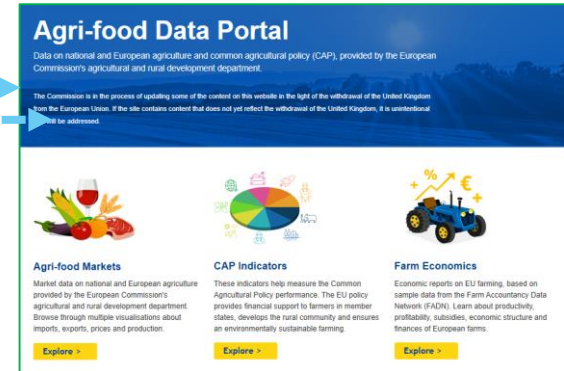 Agri-food Data Portal
Data on national and European agriculture and common agricultural policy (CAP), provided by the European
Commission's agricultural and rural development department.
The Commission is in the process of updating some of the content on this website in the light of the withdrawal of the United Kingdom
from the European Union. If the site contains content that does not yet reflect the withdrawal of the United Kingdom, it is unintentional
will be addressed.
% €
Agri-food Markets
Market data on national and European agriculture
provided by the European Commission's
agricultural and rural development department.
Browse through multiple visualisations about
imports, exports, prices and production.
Explore >
CAP Indicators
These indicators help measure the Common
Agricultural Policy performance. The EU policy
provides financial support to farmers in member
states, develops the rural community and ensures
an environmentally sustainable farming.
Explore >
Farm Economics
Economic reports on EU farming, based on
sample data from the Farm Accountancy Data
Network (FADN). Learn about productivity,
profitability, subsidies, economic structure and
finances of European farms.
Explore >